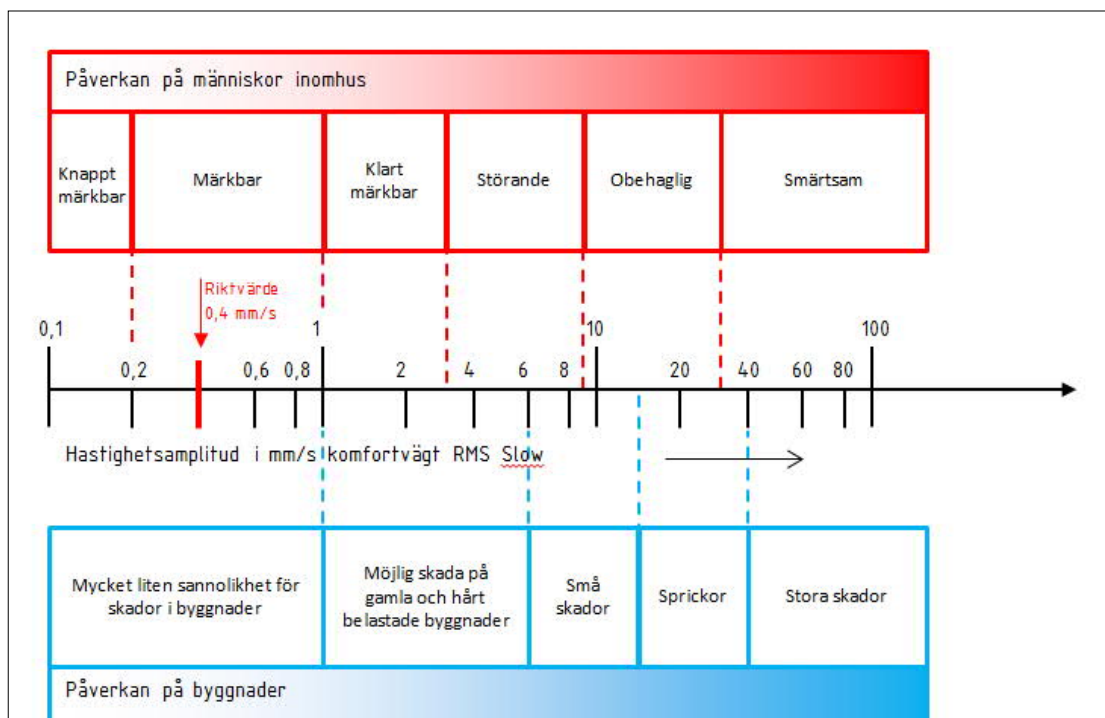 Påverkan på människor inomhus
Knappt
märkbar
Märkbar
Klart
märkbar
Störande
Obehaglig
Smärtsam
Riktvärde
0,4 mm/s
0,1
1
10
100
0,2
0,6
0,8
2
4
6
8
20
40
60
80
Hastighetsamplitud i mm/s komfortvägt RMS Slow
Mycket liten sannolikhet för
skador i byggnader
Möjlig skada på
gamla och hårt
belastade byggnader
Små
skador
Sprickor
Stora skador
Påverkan på byggnader